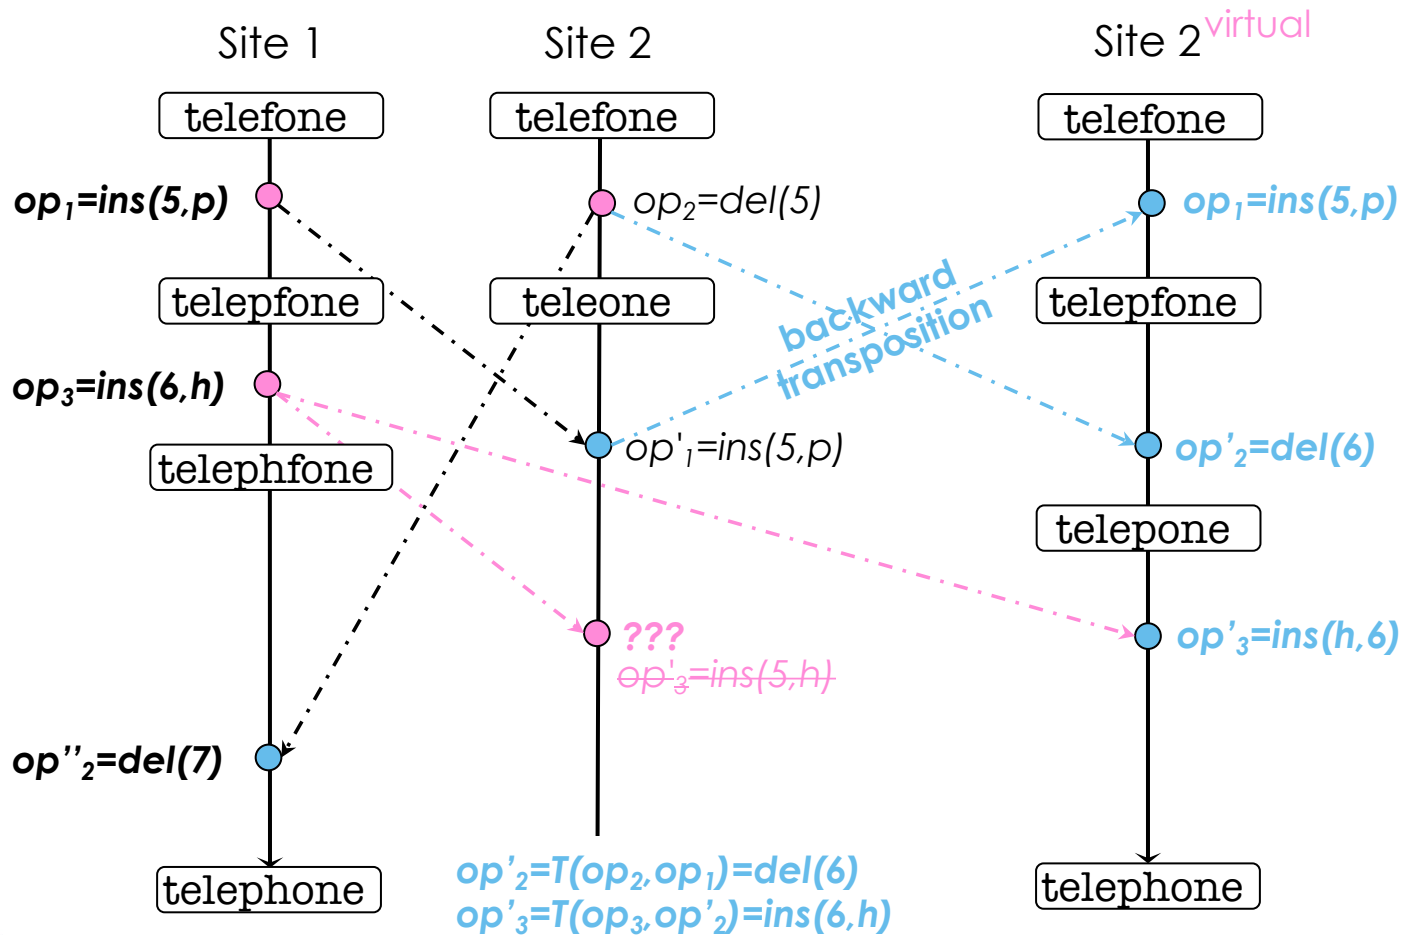 Site 1
Site 2
Site 2 virtual
telefone
telefone
telefone
op1=ins(5,p)
op2=del(5)
op1=ins(5,p)
telepfone
teleone
telepfone
backward
transposition
op3=ins(6,h)
op'1=ins(5,p)
op’2=del(6)
telephfone
telepone
???
op'3=ins(5,h)
op’3=ins(h,6)
op’’2=del(7)
telephone
telephone
op’2=T(op2,op1)=del(6)
op’3=T(op3,op’2)=ins(6,h)